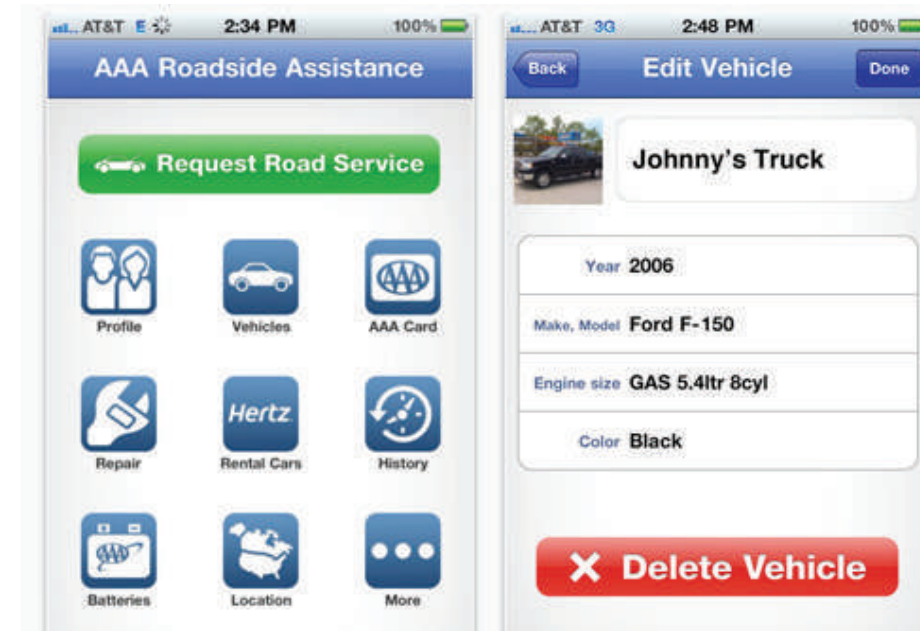 AT&T E 2:34 PM 100%
AAA Roadside Assistance
Request Road Service
Profile Vehicles AAA Card
Hertz
Repair Rental Cars History
Batteries Location More
AT&T 3G 2:48 PM 100%
Back Edit Vehicle Done
Johnny's Truck
Year 2006
Make, Model Ford F-150
Engine size GAS 5.4ltr 8cyl
Color Black
Delete Vehicle